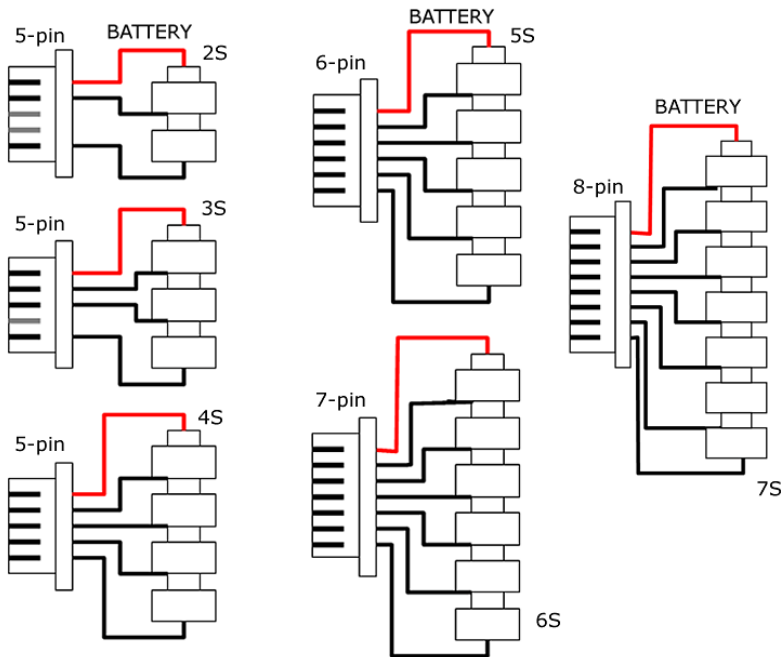 5-pin
BATTERY
2S
5-pin
3S
5-pin
4S
BATTERY
5S
6-pin
7-pin
6S
BATTERY
8-pin
7S